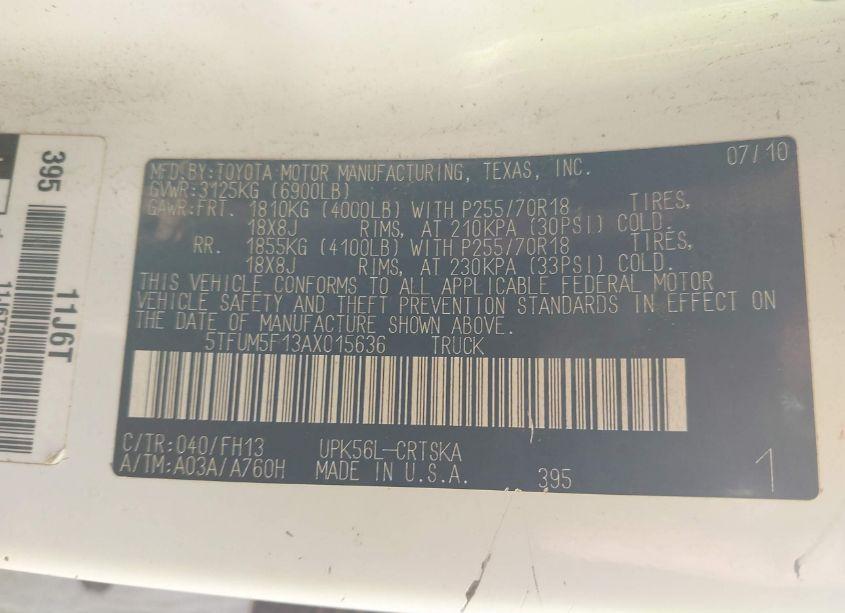 MFD.BY:TOYOTA MOTOR MANUFACTURING, TEXAS, INC. 07/10
GVWR:3125KG (6900LB)
GAWR:FRT. 1810KG (4000LB) WITH P255/70R18 TIRES,
18X8J RIMS, AT 210KPA (30PSI) COLD.
RR. 1855KG (4100LB) WITH P255/70R18 TIRES,
18X8J RIMS, AT 230KPA (33PSI) COLD.
THIS VEHICLE CONFORMS TO ALL APPLICABLE FEDERAL MOTOR
VEHICLE SAFETY AND THEFT PREVENTION STANDARDS IN EFFECT ON
THE DATE OF MANUFACTURE SHOWN ABOVE.
5TFUM5F13AX015636 TRUCK
C/TR:040/FH13 UPK56L-CRTSKA
A/TM:A03A/A760H MADE IN U.S.A. 395 1
395
11J6T